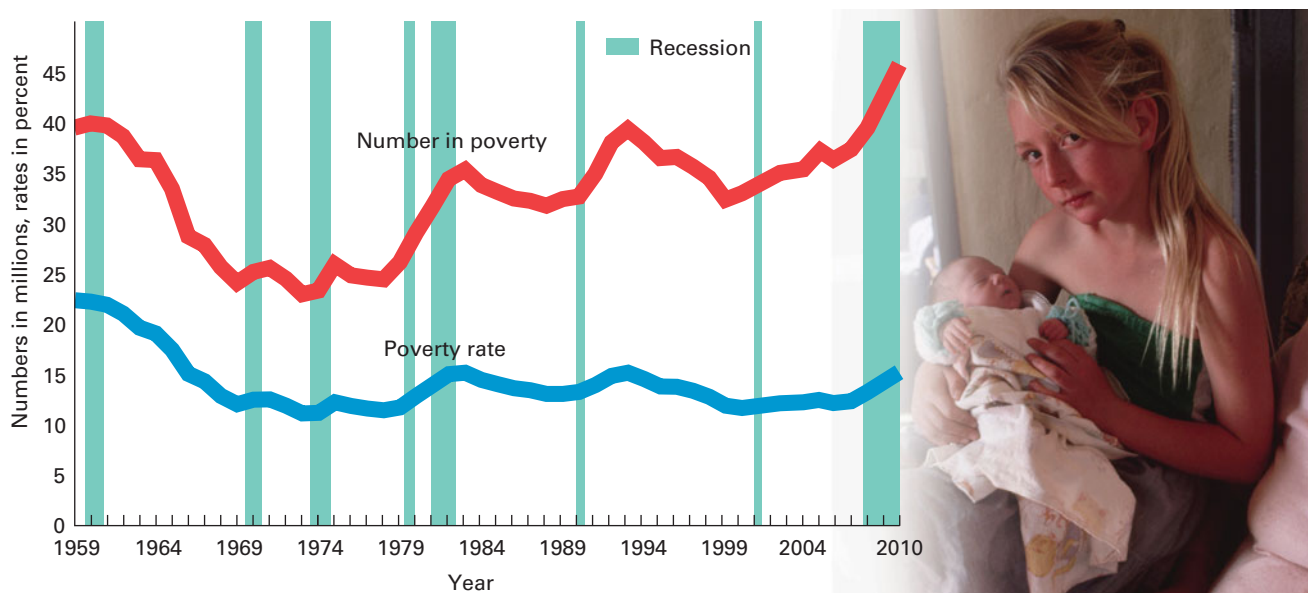 Numbers in millions, rates in percent
45
40
35
30
25
20
15
10
5
0
Recession
Number in poverty
Poverty rate
1959 1964 1969 1974 1979 1984 1989 1994 1999 2004 2010
Year